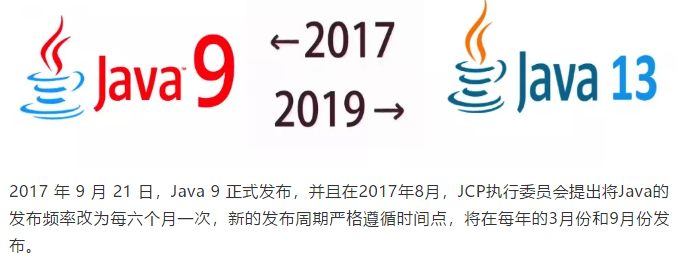 Java™ 9
←2017
2019→
Java 13
2017 年 9 月 21 日，Java 9 正式发布，并且在2017年8月，JCP执行委员会提出将Java的
发布频率改为每六个月一次，新的发布周期严格遵循时间点，将在每年的3月份和9月份发
布。